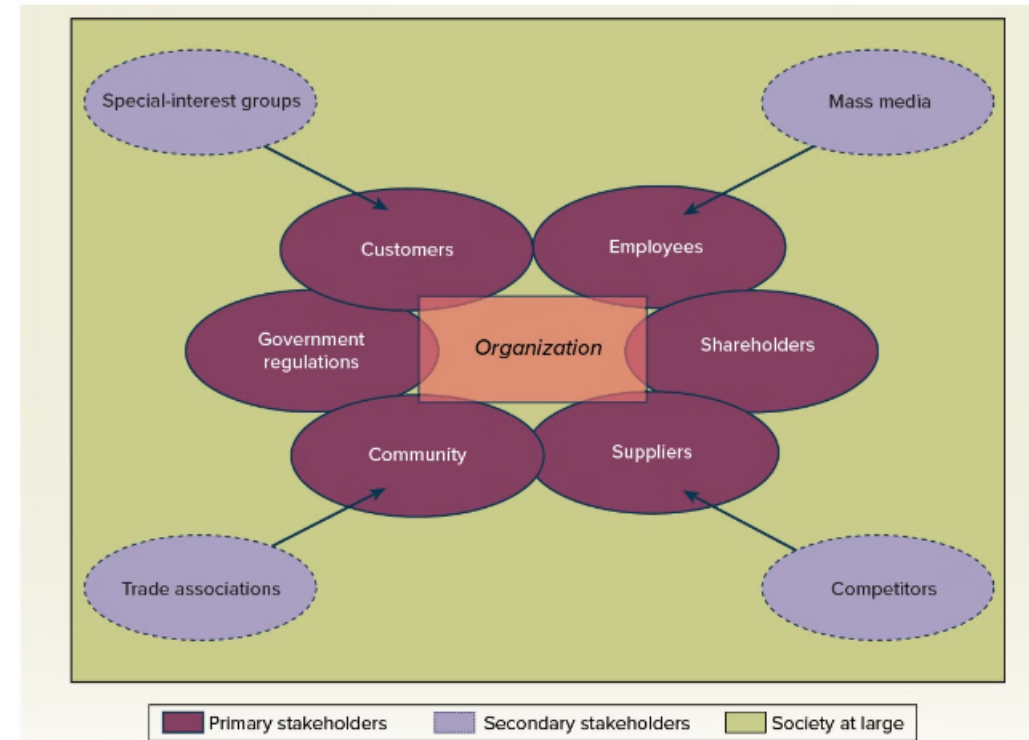 Special-interest groups
Mass media
Customers
Employees
Government
regulations
Organization
Shareholders
Community
Suppliers
Trade associations
Competitors
Primary stakeholders
Secondary stakeholders
Society at large